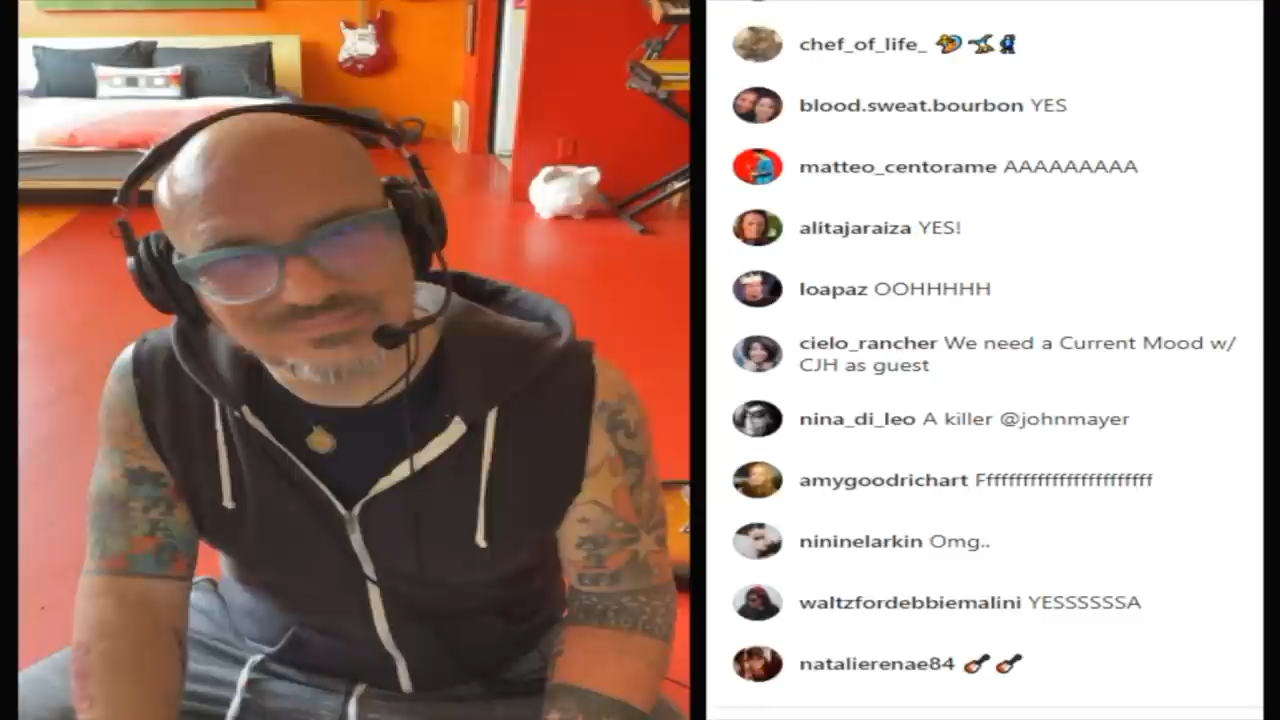 chef_of_life_
blood.sweat.bourbon YES
matteo_centorame AAAAAAAAA
alitajaraiza YES!
loapaz OOHHHHH
cielo_rancher We need a Current Mood w/
CJH as guest
nina_di_leo A killer @johnmayer
amygoodrichart Fffffffffffffffffffffff
nininelarkin Omg..
waltzfordebbiemalini YESSSSSSA
natalierenae84